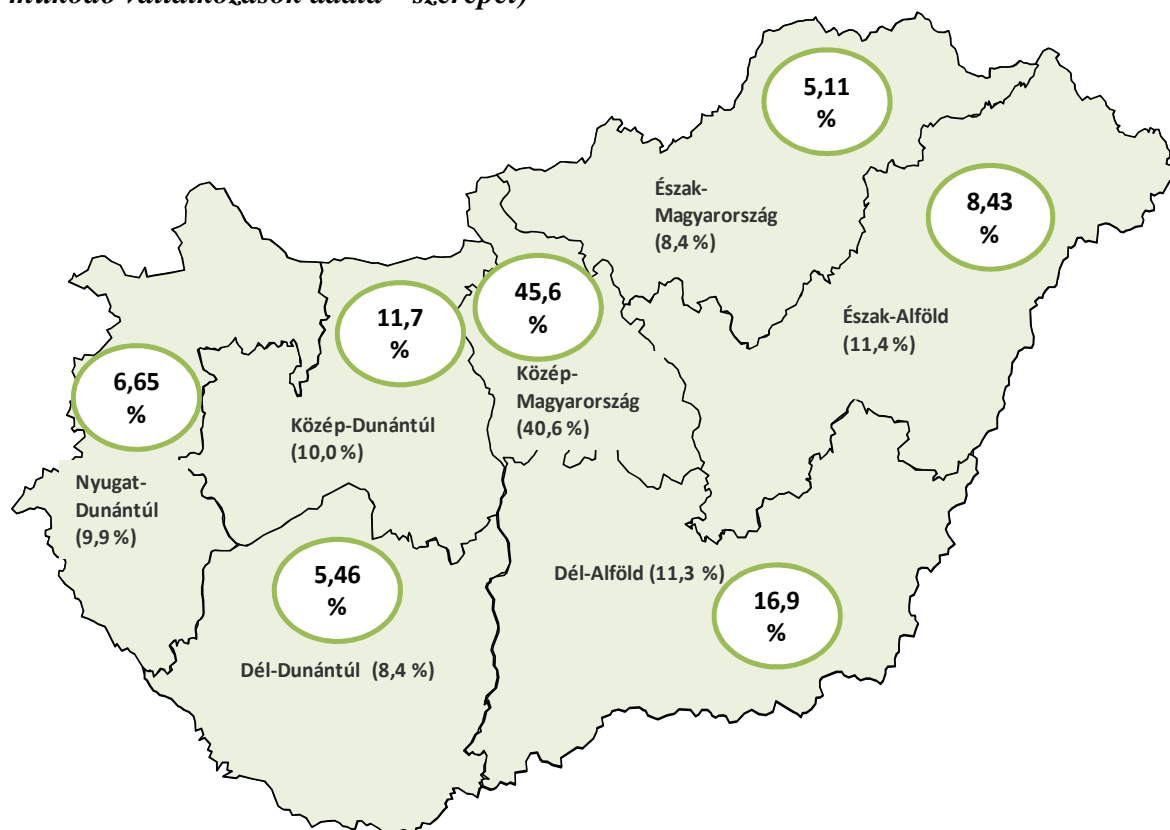 működő vállalkozások
szerepel)
5,11
%
Észak-
Magyarország
(8,4 %)
8,43
%
Észak-Alföld
(11,4 %)
45,6
%
Közép-
Magyarország
(40,6 %)
11,7
%
Közép-Dunántúl
(10,0 %)
6,65
%
Nyugat-
Dunántúl
(9,9 %)
5,46
%
Dél-Dunántúl (8,4 %)
Dél-Alföld (11,3 %)
16,9
%